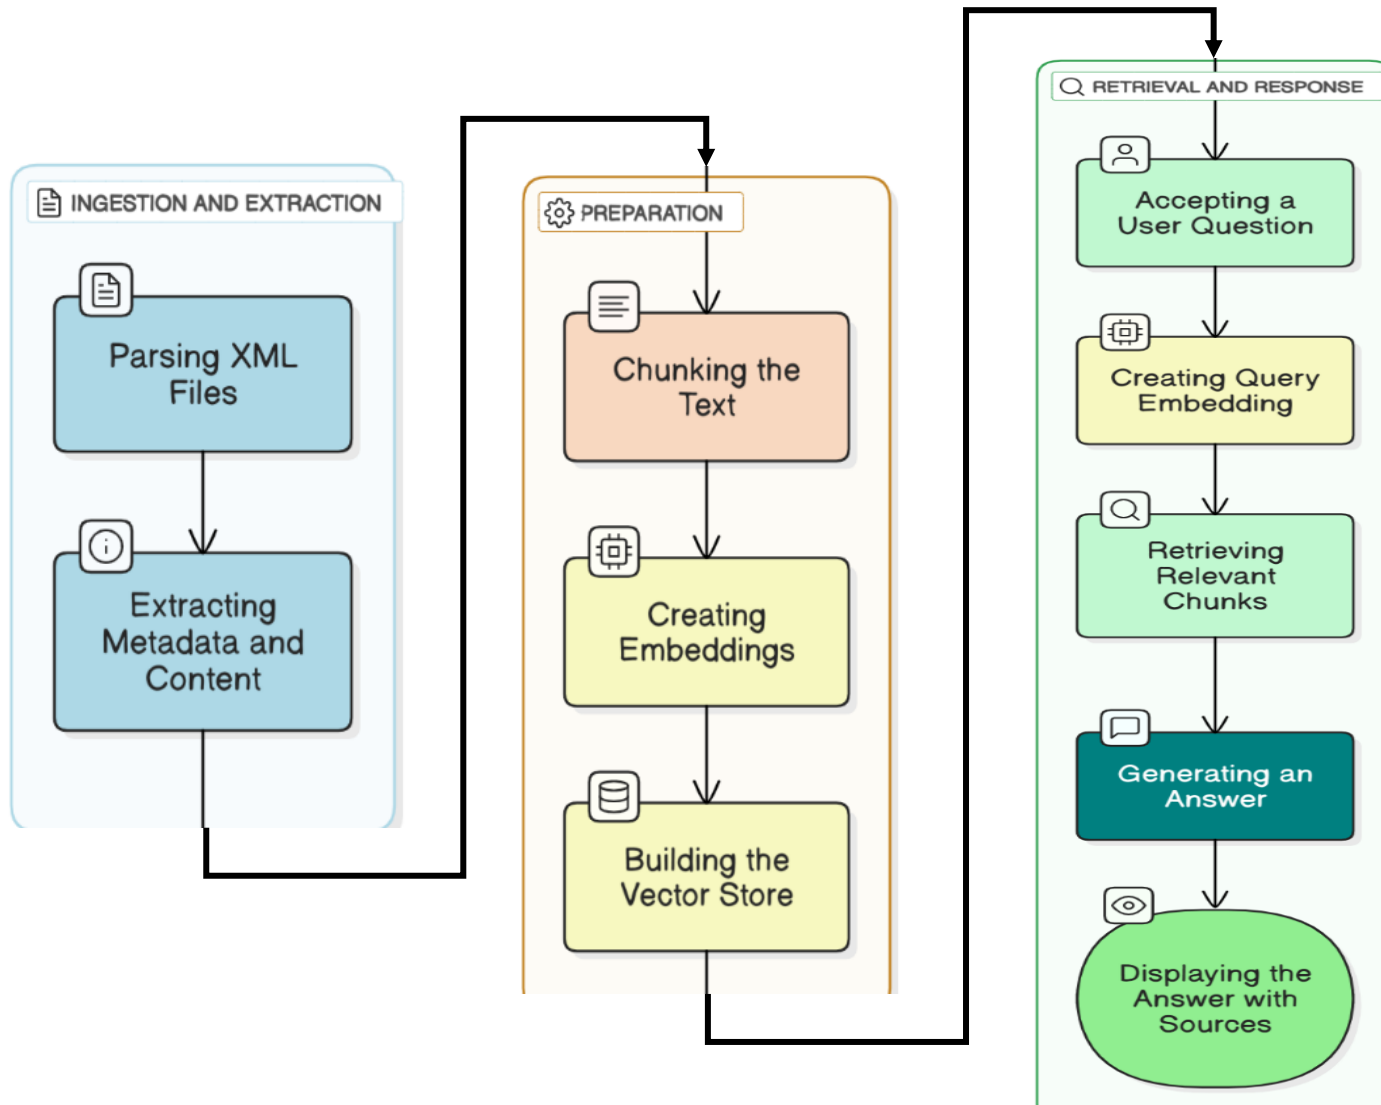 INGESTION AND EXTRACTION
Parsing XML
Files
Extracting
Metadata and
Content
PREPARATION
Chunking the
Text
Creating
Embeddings
Building the
Vector Store
RETRIEVAL AND RESPONSE
Accepting a
User Question
Creating Query
Embedding
Retrieving
Relevant
Chunks
Generating an
Answer
Displaying the
Answer with
Sources